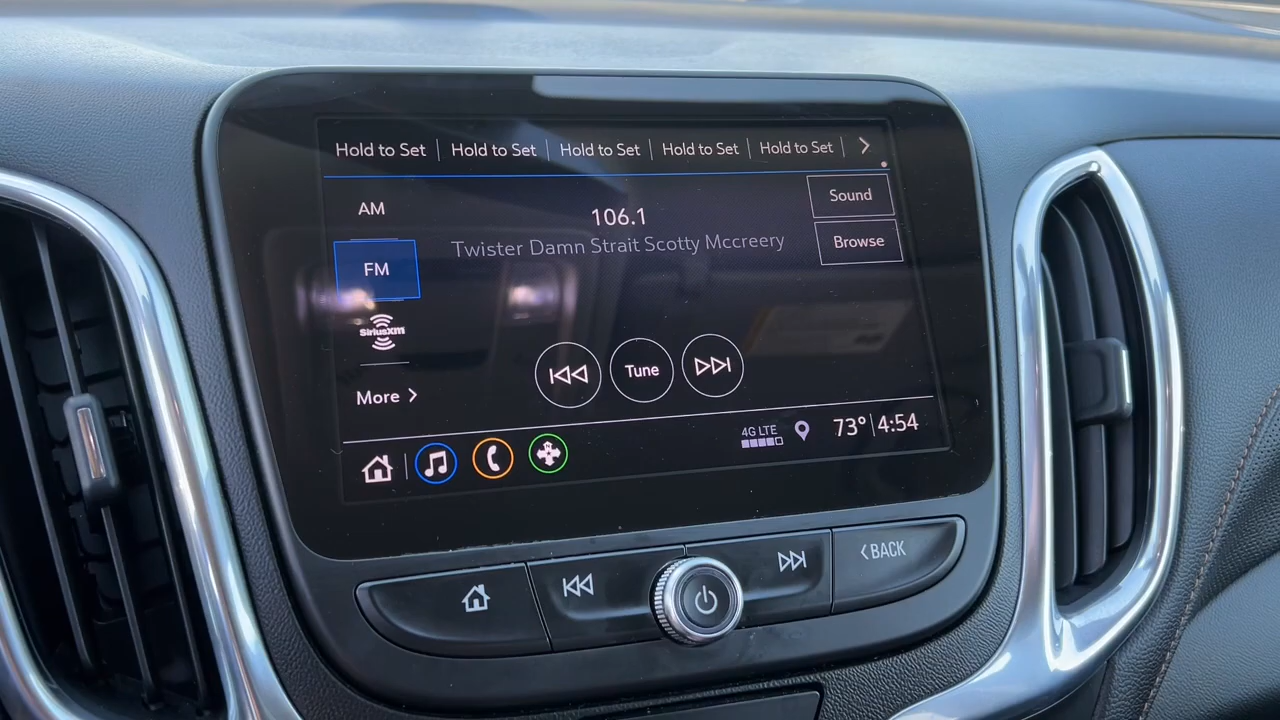 Hold to Set Hold to Set Hold to Set Hold to Set Hold to Set
AM
Sound
106.1
Twister Damn Strait Scotty Mccreery
Browse
FM
SiriusXM
Tune
More
4G LTE
73° 4:54
BACK